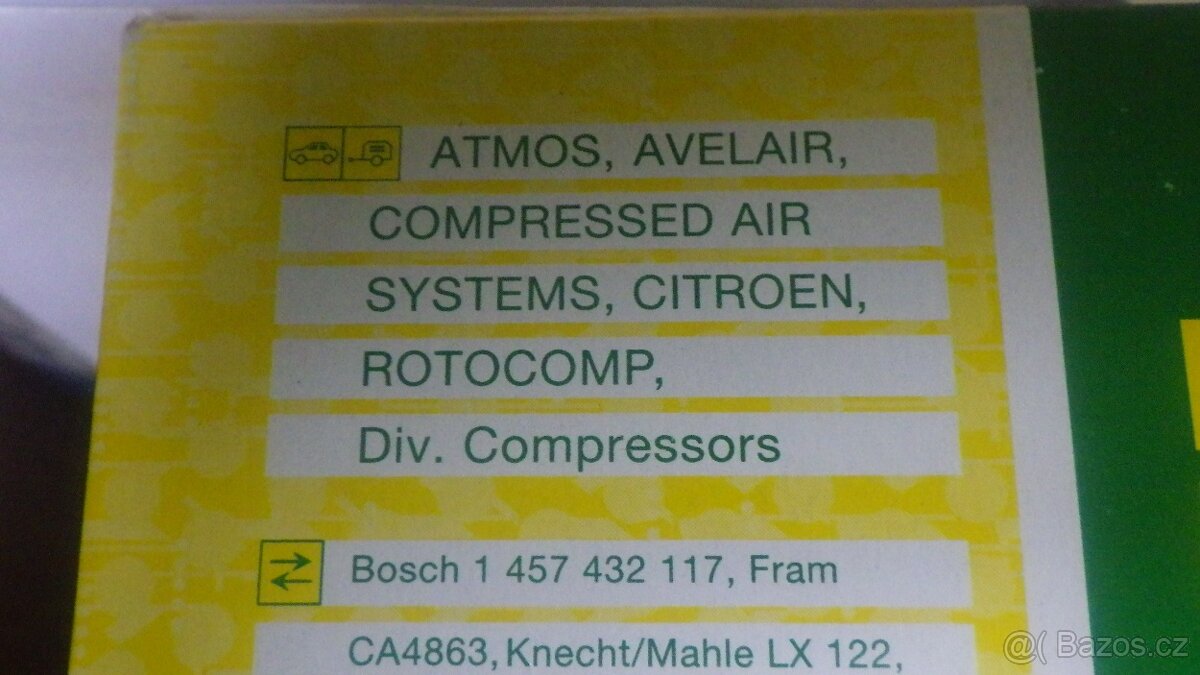 ATMOS, AVELAIR,
COMPRESSED AIR
SYSTEMS, CITROEN,
ROTOCOMP,
Div. Compressors
Bosch 1 457 432 117, Fram
CA4863, Knecht/Mahle LX 122,
@( Bazos.cz